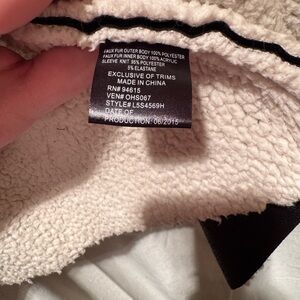 FAUX FUR OUTER BODY 100% POLYESTER
FAUX FUR INNER BODY 100% ACRYLIC
SLEEVE KNIT 95% POLYESTER
5% ELASTANE
EXCLUSIVE OF TRIMS
MADE IN CHINA
RN# 94615
VEN# OHS067
STYLE# L5S4569H
DATE OF
PRODUCTION: 06/2015